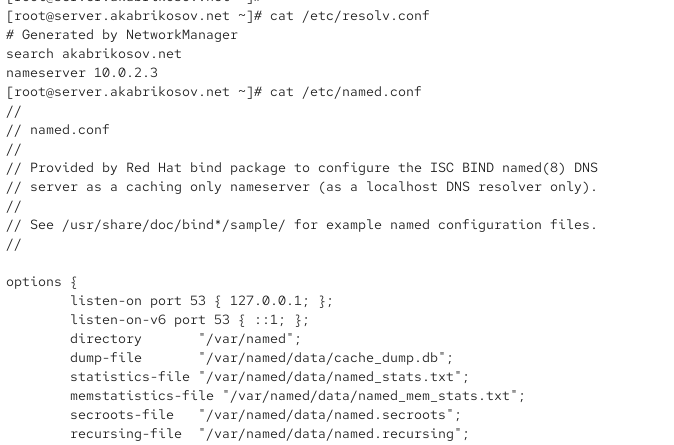 [root@server.akabrikosov.net ~]# cat /etc/resolv.conf
# Generated by NetworkManager
search akabrikosov.net
nameserver 10.0.2.3
[root@server.akabrikosov.net ~]# cat /etc/named.conf
//
// named.conf
//
// Provided by Red Hat bind package to configure the ISC BIND named(8) DNS
// server as a caching only nameserver (as a localhost DNS resolver only).
//
// See /usr/share/doc/bind*/sample/ for example named configuration files.
//
options {
        listen-on port 53 { 127.0.0.1; };
        listen-on-v6 port 53 { ::1; };
        directory       "/var/named";
        dump-file       "/var/named/data/cache_dump.db";
        statistics-file "/var/named/data/named_stats.txt";
        memstatistics-file "/var/named/data/named_mem_stats.txt";
        secroots-file   "/var/named/data/named.secroots";
        recursing-file  "/var/named/data/named.recursing";